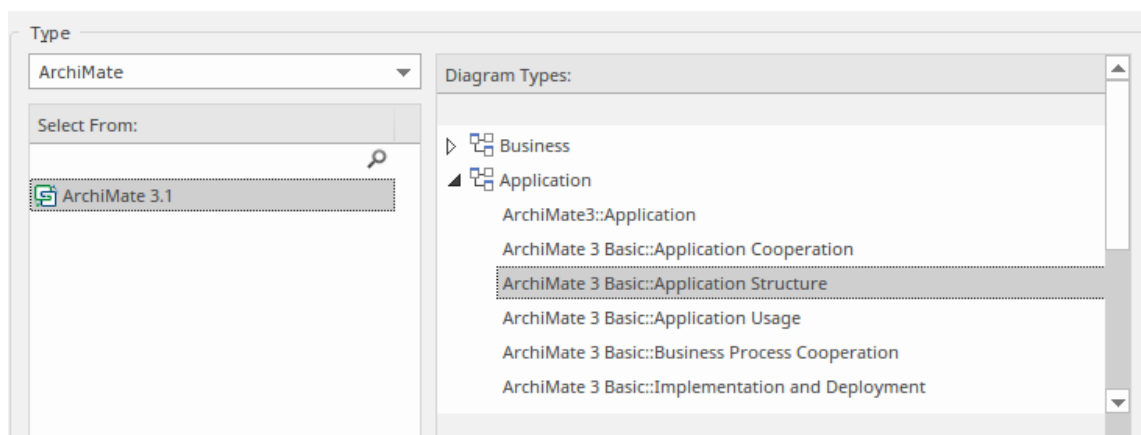 Type
ArchiMate
Select From:
ArchiMate 3.1
Diagram Types:
Business
Application
ArchiMate3::Application
ArchiMate 3 Basic::Application Cooperation
ArchiMate 3 Basic::Application Structure
ArchiMate 3 Basic::Application Usage
ArchiMate 3 Basic::Business Process Cooperation
ArchiMate 3 Basic::Implementation and Deployment